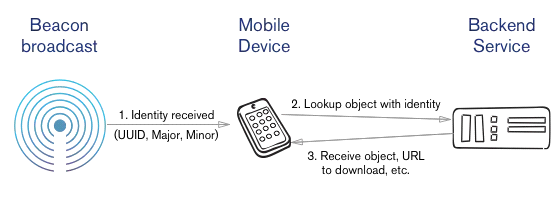 Beacon
broadcast
Mobile
Device
Backend
Service
1. Identity received
(UUID, Major, Minor)
2. Lookup object with identity
3. Receive object, URL
to download, etc.